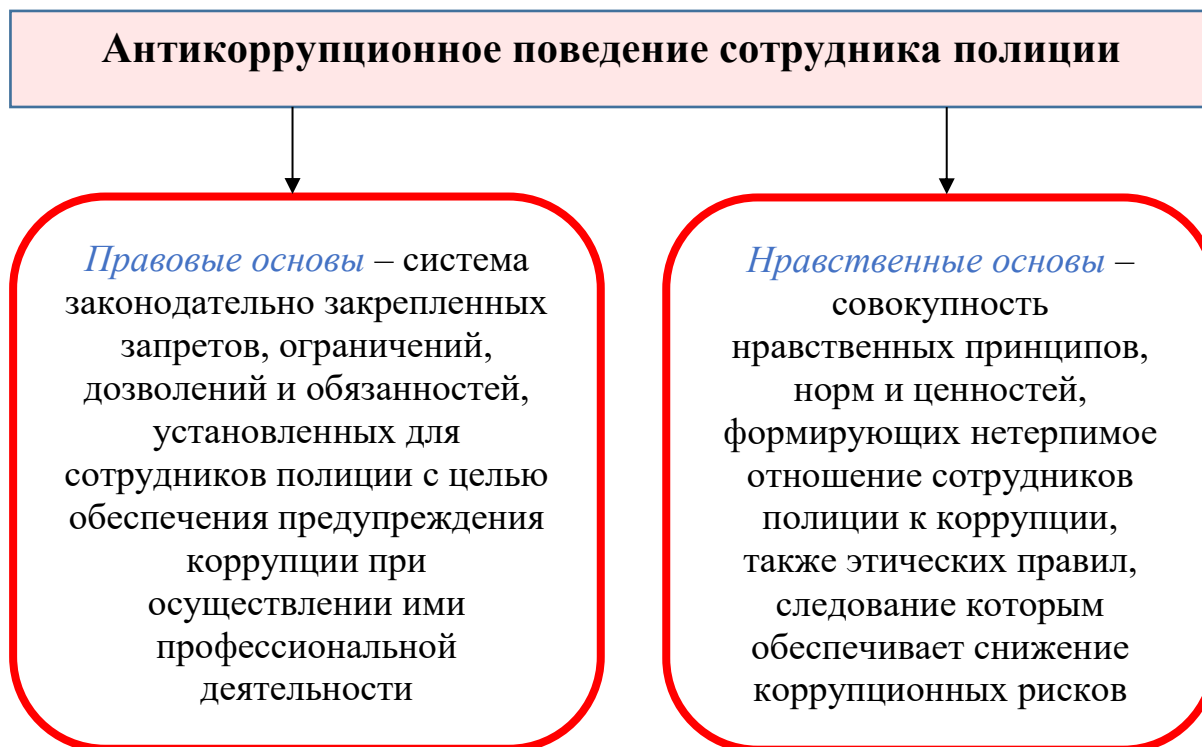 Антикоррупционное поведение сотрудника полиции
Правовые основы – система
законодательно закрепленных
запретов, ограничений,
дозволений и обязанностей,
установленных для
сотрудников полиции с целью
обеспечения предупреждения
коррупции при
осуществлении ими
профессиональной
деятельности
Нравственные основы –
совокупность
нравственных принципов,
норм и ценностей,
формирующих нетерпимое
отношение сотрудников
полиции к коррупции,
также этических правил,
следование которым
обеспечивает снижение
коррупционных рисков